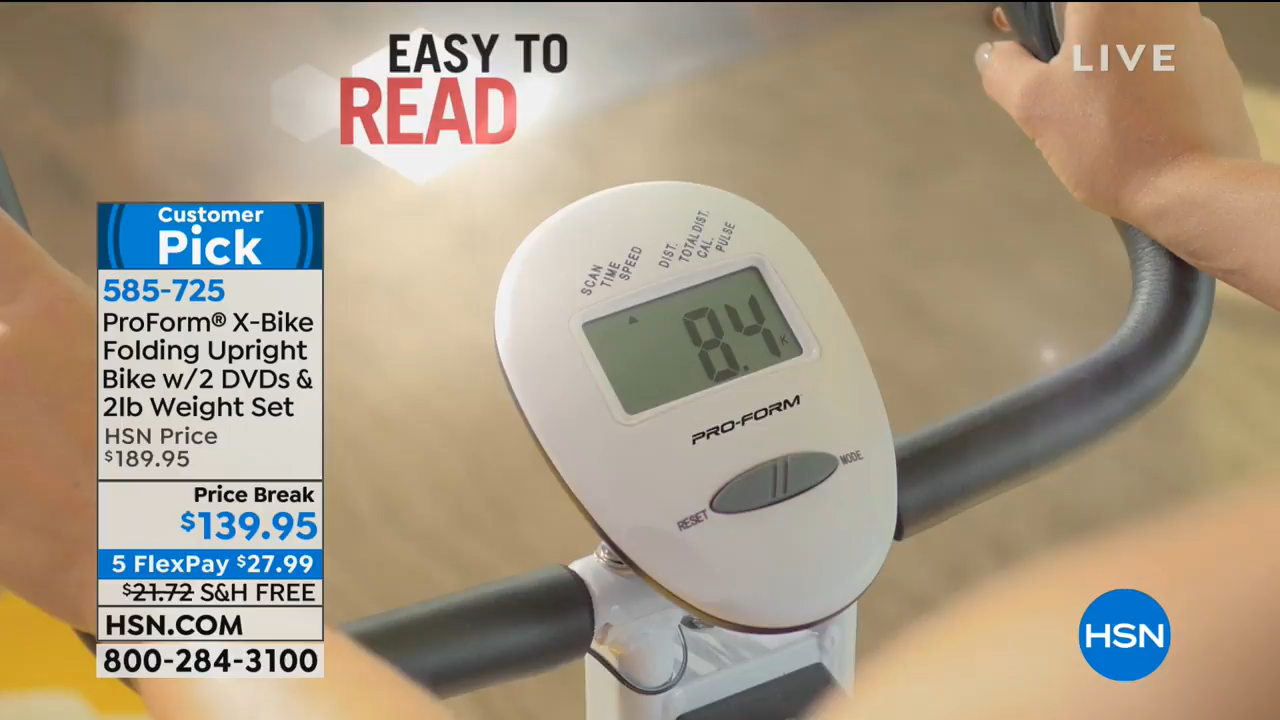 EASY TO
READ
LIVE
Customer
Pick
585-725
ProForm® X-Bike
Folding Upright
Bike w/2 DVDs &
2lb Weight Set
HSN Price
$189.95
Price Break
$139.95
5 FlexPay $27.99
$21.72 S&H FREE
HSN.COM
800-284-3100
SCAN
TIME
SPEED
DIST.
TOTAL DIST.
CAL.
PULSE
8.4 K
PRO-FORM
RESET
MODE
HSN